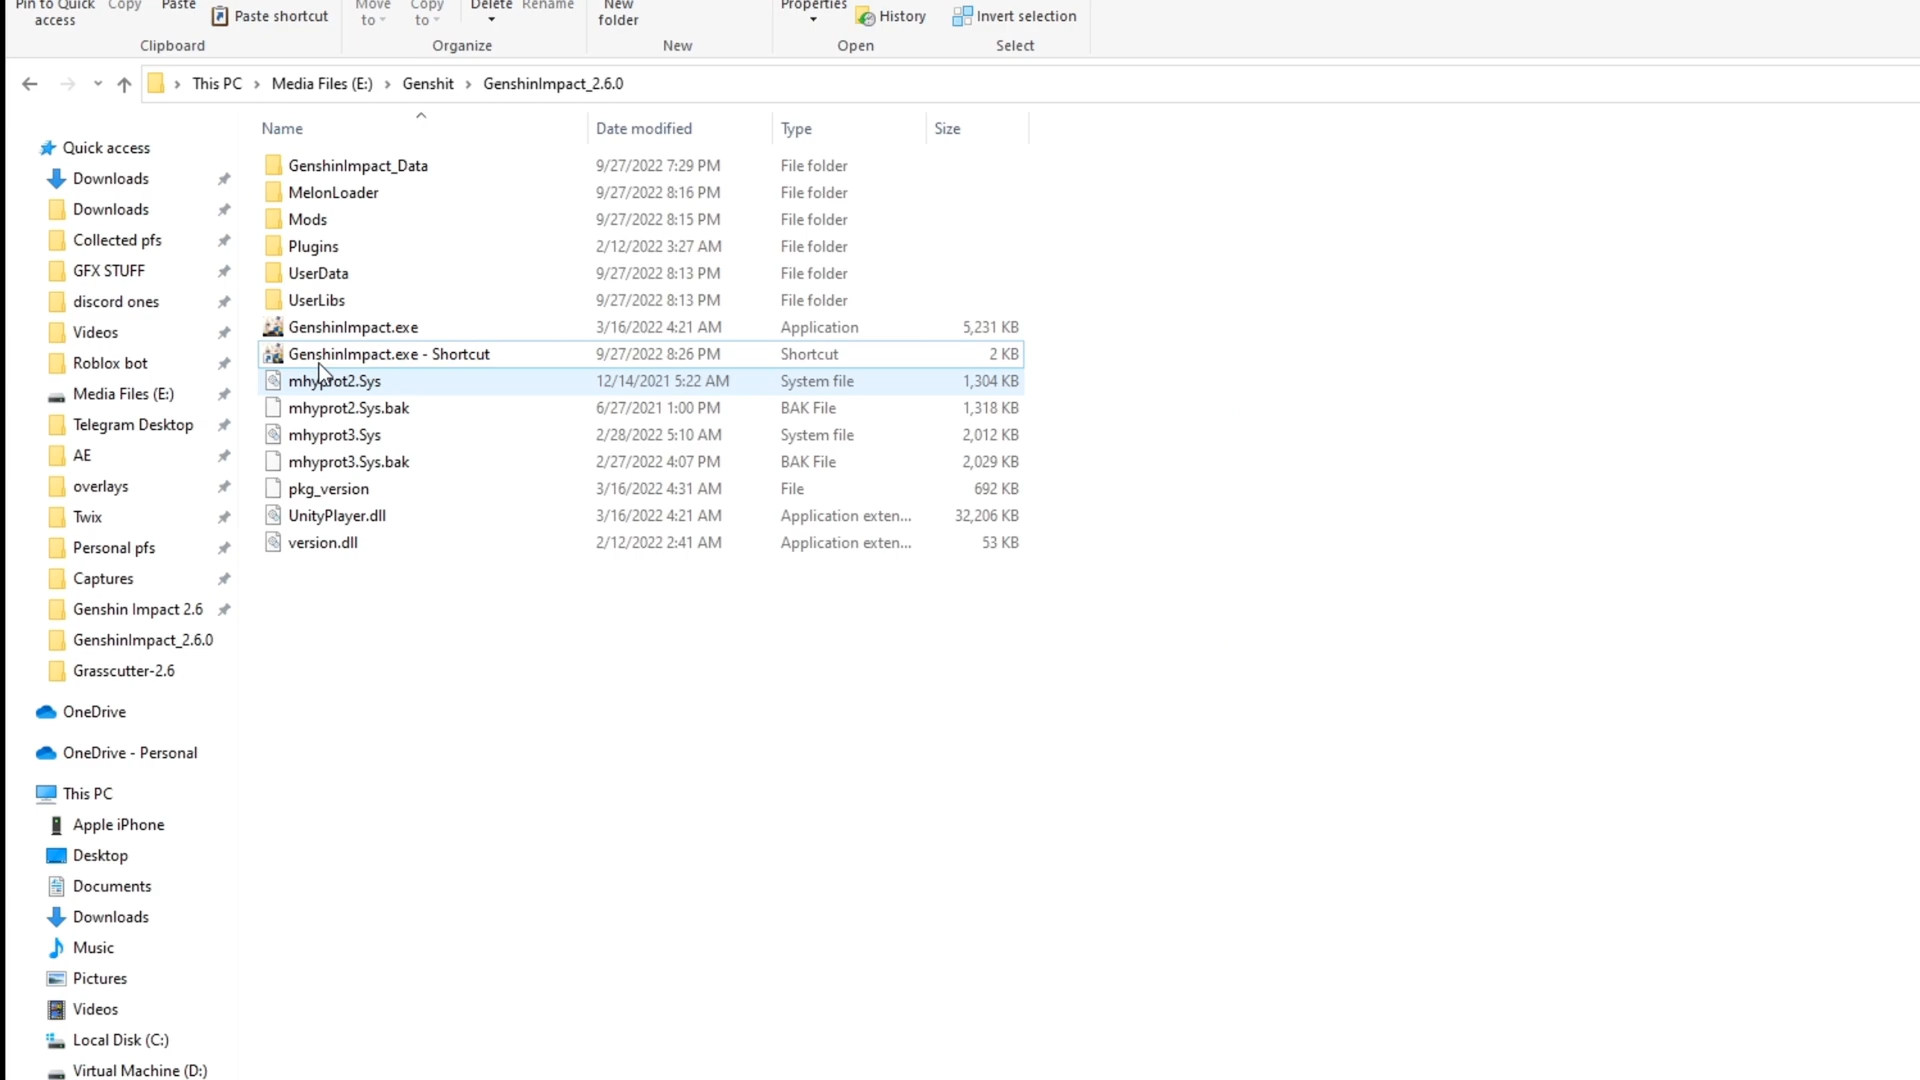 Pin to Quick access Copy Paste Paste shortcut Move to Copy to Delete Rename New folder Properties History Invert selection
Clipboard Organize New Open Select
This PC > Media Files (E:) > Genshit > GenshinImpact_2.6.0
Name Date modified Type Size
GenshinImpact_Data 9/27/2022 7:29 PM File folder
MelonLoader 9/27/2022 8:16 PM File folder
Mods 9/27/2022 8:15 PM File folder
Plugins 2/12/2022 3:27 AM File folder
UserData 9/27/2022 8:13 PM File folder
UserLibs 9/27/2022 8:13 PM File folder
GenshinImpact.exe 3/16/2022 4:21 AM Application 5,231 KB
GenshinImpact.exe - Shortcut 9/27/2022 8:26 PM Shortcut 2 KB
mhyprot2.Sys 12/14/2021 5:22 AM System file 1,304 KB
mhyprot2.Sys.bak 6/27/2021 1:00 PM BAK File 1,318 KB
mhyprot3.Sys 2/28/2022 5:10 AM System file 2,012 KB
mhyprot3.Sys.bak 2/27/2022 4:07 PM BAK File 2,029 KB
pkg_version 3/16/2022 4:31 AM File 692 KB
UnityPlayer.dll 3/16/2022 4:21 AM Application exten... 32,206 KB
version.dll 2/12/2022 2:41 AM Application exten... 53 KB
Quick access
Downloads
Downloads
Collected pfs
GFX STUFF
discord ones
Videos
Roblox bot
Media Files (E:)
Telegram Desktop
AE
overlays
Twix
Personal pfs
Captures
Genshin Impact 2.6
GenshinImpact_2.6.0
Grasscutter-2.6
OneDrive
OneDrive - Personal
This PC
Apple iPhone
Desktop
Documents
Downloads
Music
Pictures
Videos
Local Disk (C:)
Virtual Machine (D:)